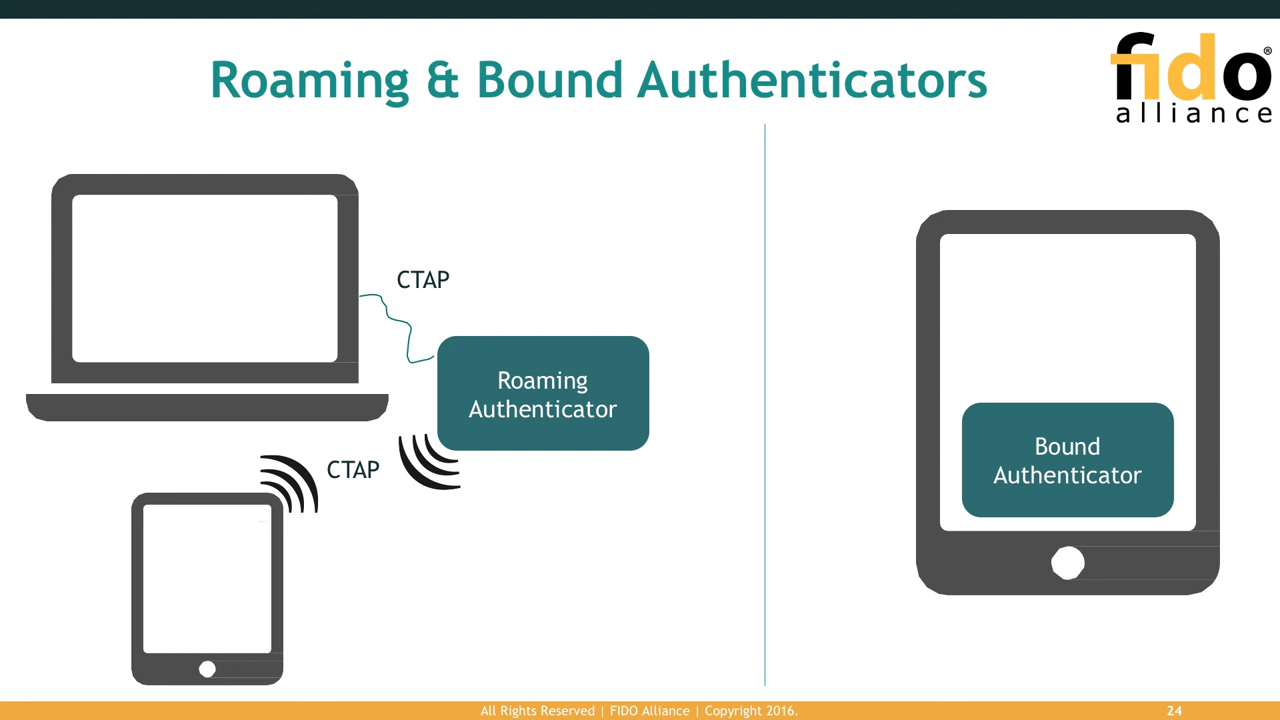 Roaming & Bound Authenticators
fido®
alliance
CTAP
Roaming
Authenticator
CTAP
Bound
Authenticator
All Rights Reserved | FIDO Alliance | Copyright 2016.
24